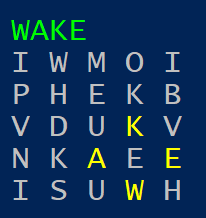 WAKE
I W M O I
P H E K B
V D U K V
N K A E E
I S U W H